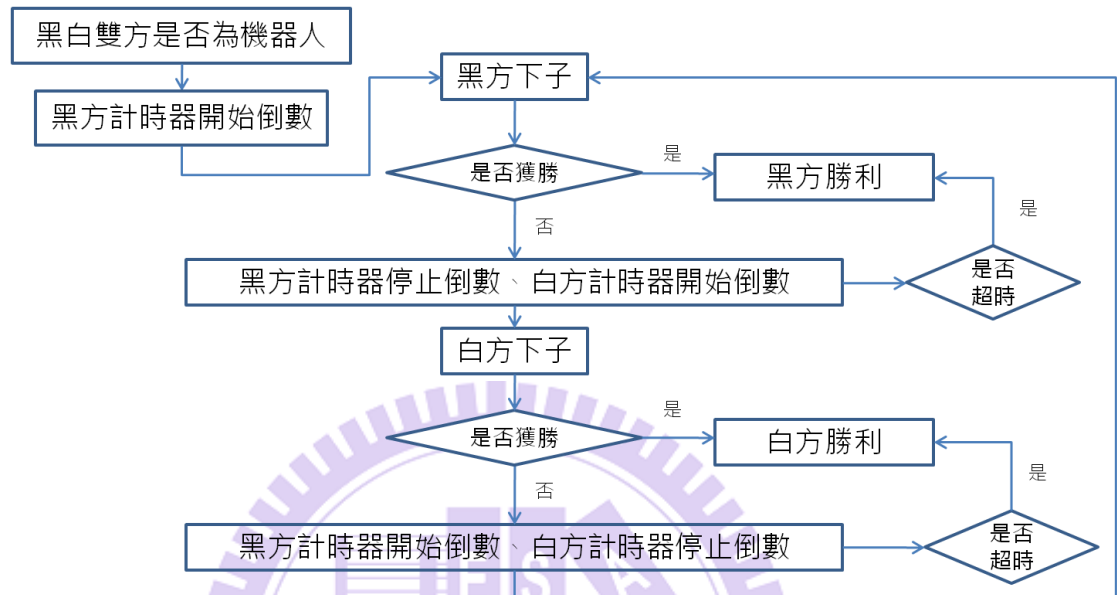 黑白雙方是否為機器人
黑方計時器開始倒數
黑方下子
是否獲勝
是
黑方勝利
否
是
黑方計時器停止倒數、白方計時器開始倒數
是否
超時
白方下子
是否獲勝
是
白方勝利
否
是
黑方計時器開始倒數、白方計時器停止倒數
是否
超時